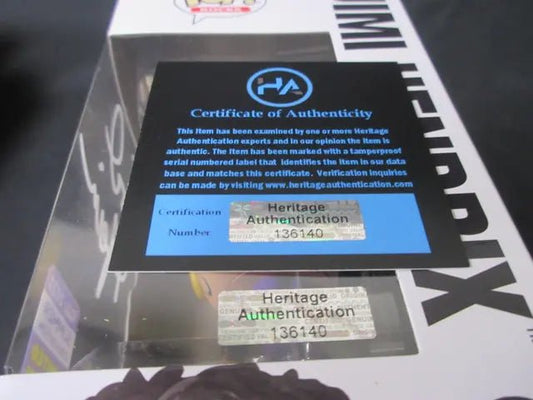 POP!
ROCKS
JIMI HENDRIX
TM
HA
Certificate of Authenticity
This item has been examined by one or more Heritage
Authentication experts and in our opinion the item is
authentic. The item has been marked with a tamperproof
serial numbered label that identifies the item in our data
base and matches this certificate. Verification inquiries
can be made by visiting www.heritageauthentication.com
Certification
Number
Heritage
Authentication
136140
Heritage
Authentication
136140